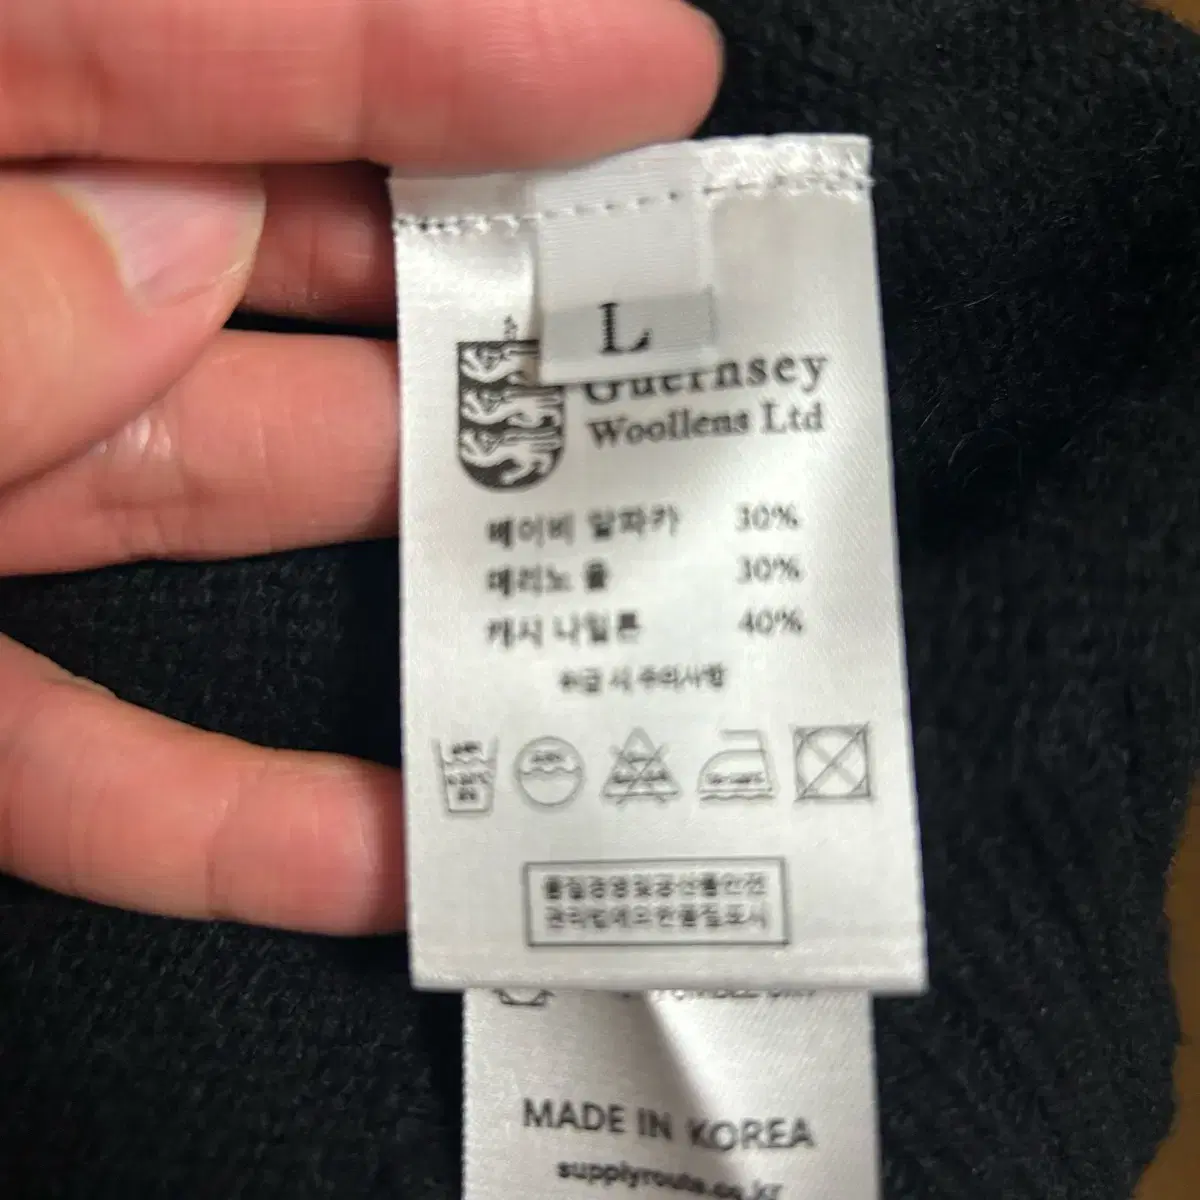 L
Guernsey
Woollens Ltd
베이비 알파카 30%
메리노 울 30%
캐시 나일론 40%
취급 시 주의사항
품질경영및공산품안전
관리법에의한품질표시
MADE IN KOREA
supplyroute.co.kr